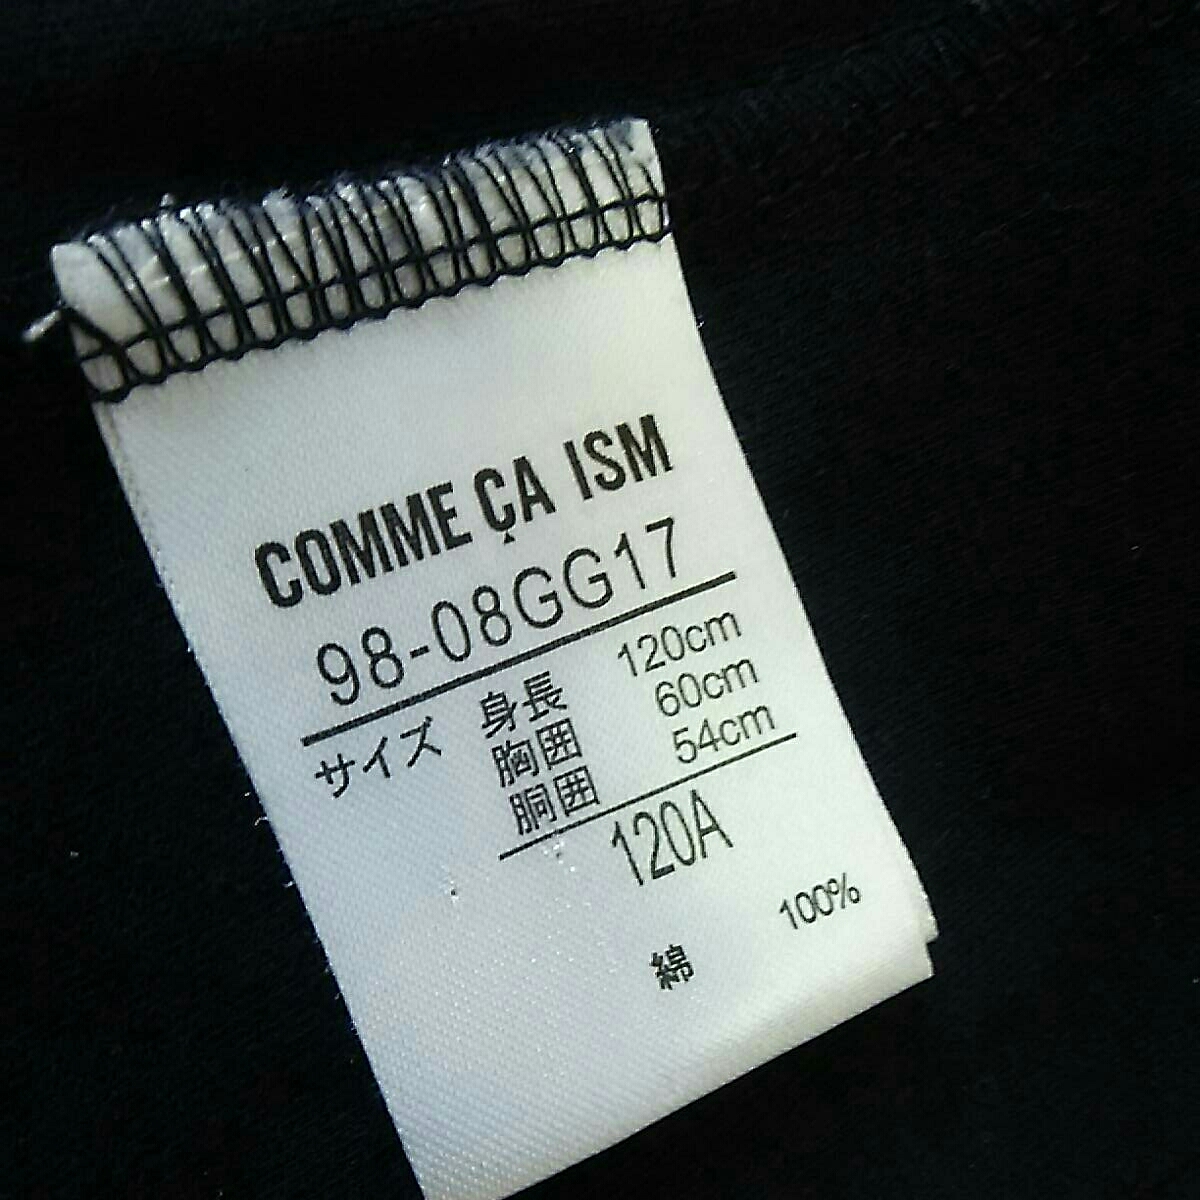 COMME ÇA ISM
98-08GG17
サイズ 身長 120cm
胸囲 60cm
胴囲 54cm
120A
綿 100%